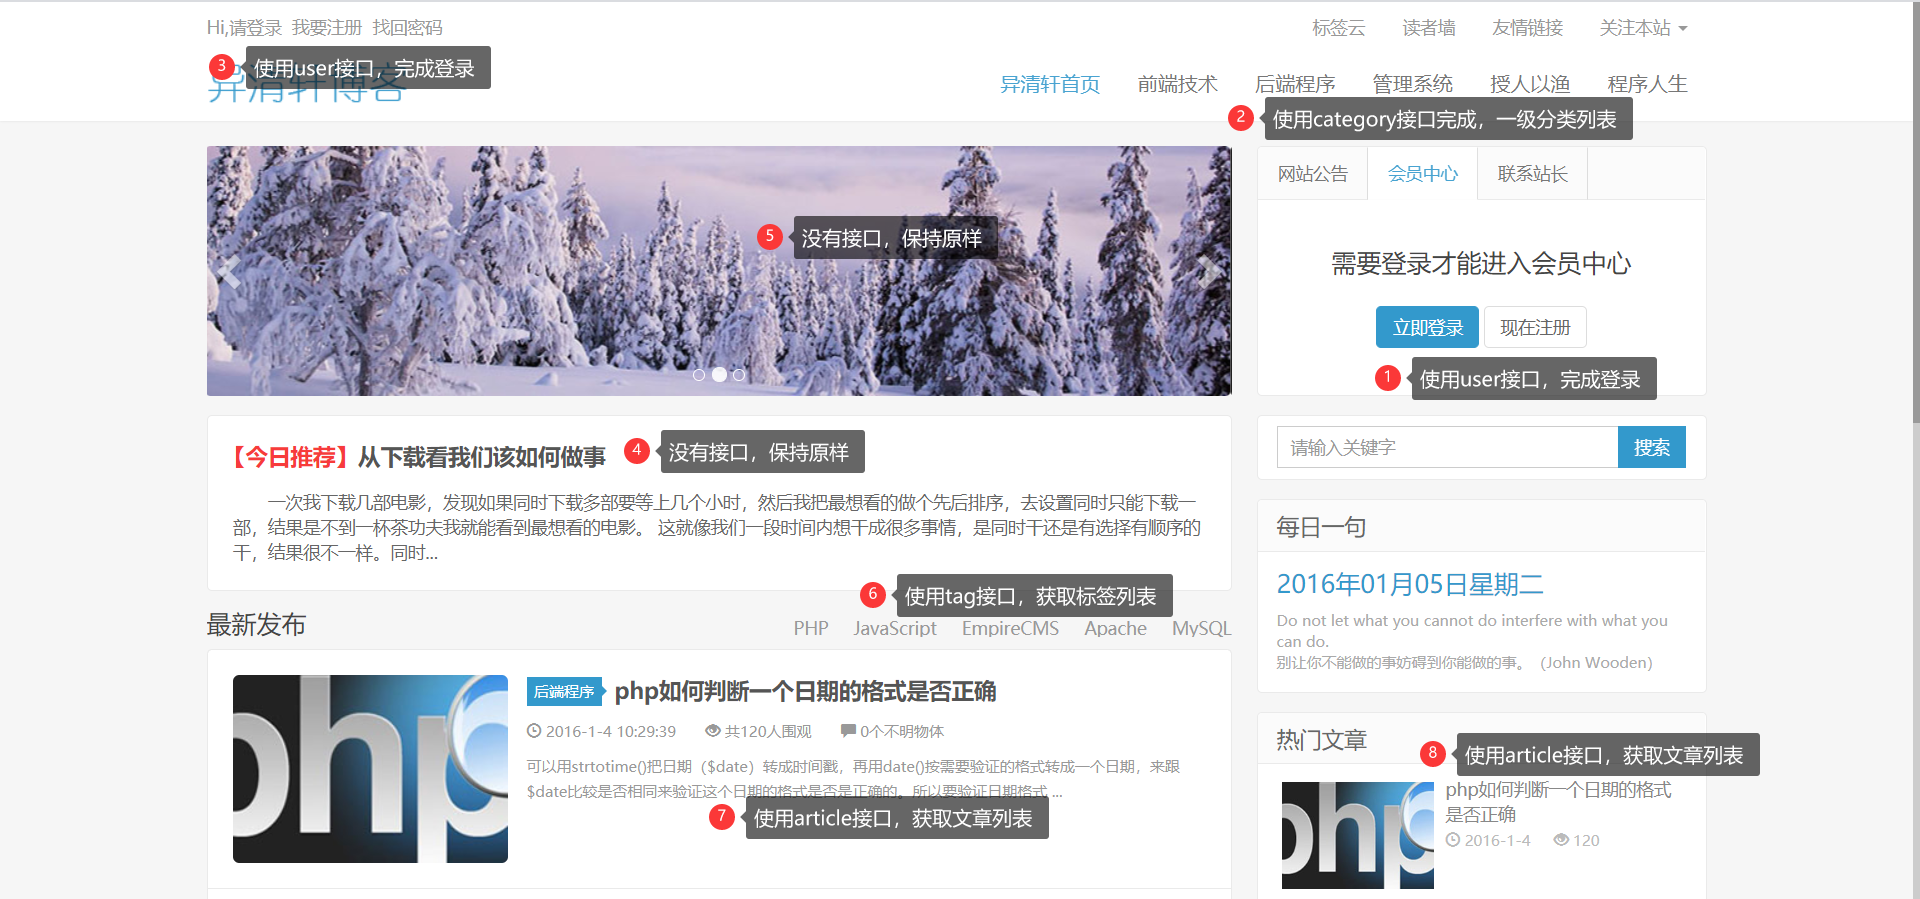 Hi,请登录 我要注册 找回密码
标签云 读者墙 友情链接 关注本站
3 使用user接口，完成登录
异清轩博客
异清轩首页 前端技术 后端程序 管理系统 授人以渔 程序人生
2 使用category接口完成，一级分类列表
网站公告 会员中心 联系站长
5 没有接口，保持原样
需要登录才能进入会员中心
立即登录 现在注册
1 使用user接口，完成登录
【今日推荐】从下载看我们该如何做事
4 没有接口，保持原样
请输入关键字 搜索
一次我下载几部电影，发现如果同时下载多部要等上几个小时，然后我把最想看的做个先后排序，去设置同时只能下载一
部，结果是不到一杯茶功夫我就能看到最想看的电影。 这就像我们一段时间内想干成很多事情，是同时干还是有选择有顺序的
干，结果很不一样。同时...
每日一句
2016年01月05日星期二
Do not let what you cannot do interfere with what you
can do.
别让你不能做的事妨碍到你能做的事。（John Wooden）
6 使用tag接口，获取标签列表
最新发布 PHP JavaScript EmpireCMS Apache MySQL
php
后端程序 php如何判断一个日期的格式是否正确
2016-1-4 10:29:39 共120人围观 0个不明物体
可以用strtotime()把日期（$date）转成时间戳，再用date()按需要验证的格式转成一个日期，来跟
$date比较是否相同来验证这个日期的格式是否是正确的。所以要验证日期格式 ...
7 使用article接口，获取文章列表
热门文章
8 使用article接口，获取文章列表
php
php如何判断一个日期的格式
是否正确
2016-1-4 120